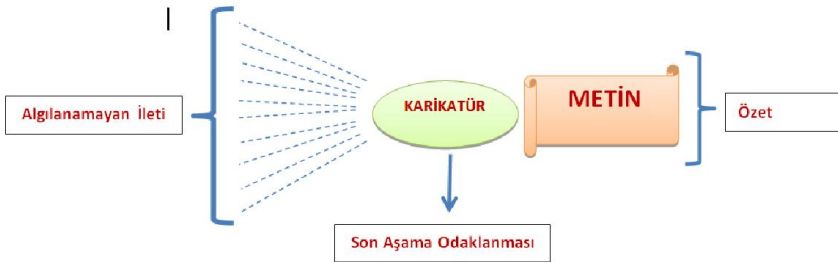 Algılanamayan İleti
KARİKATÜR
METİN
Özet
Son Aşama Odaklanması